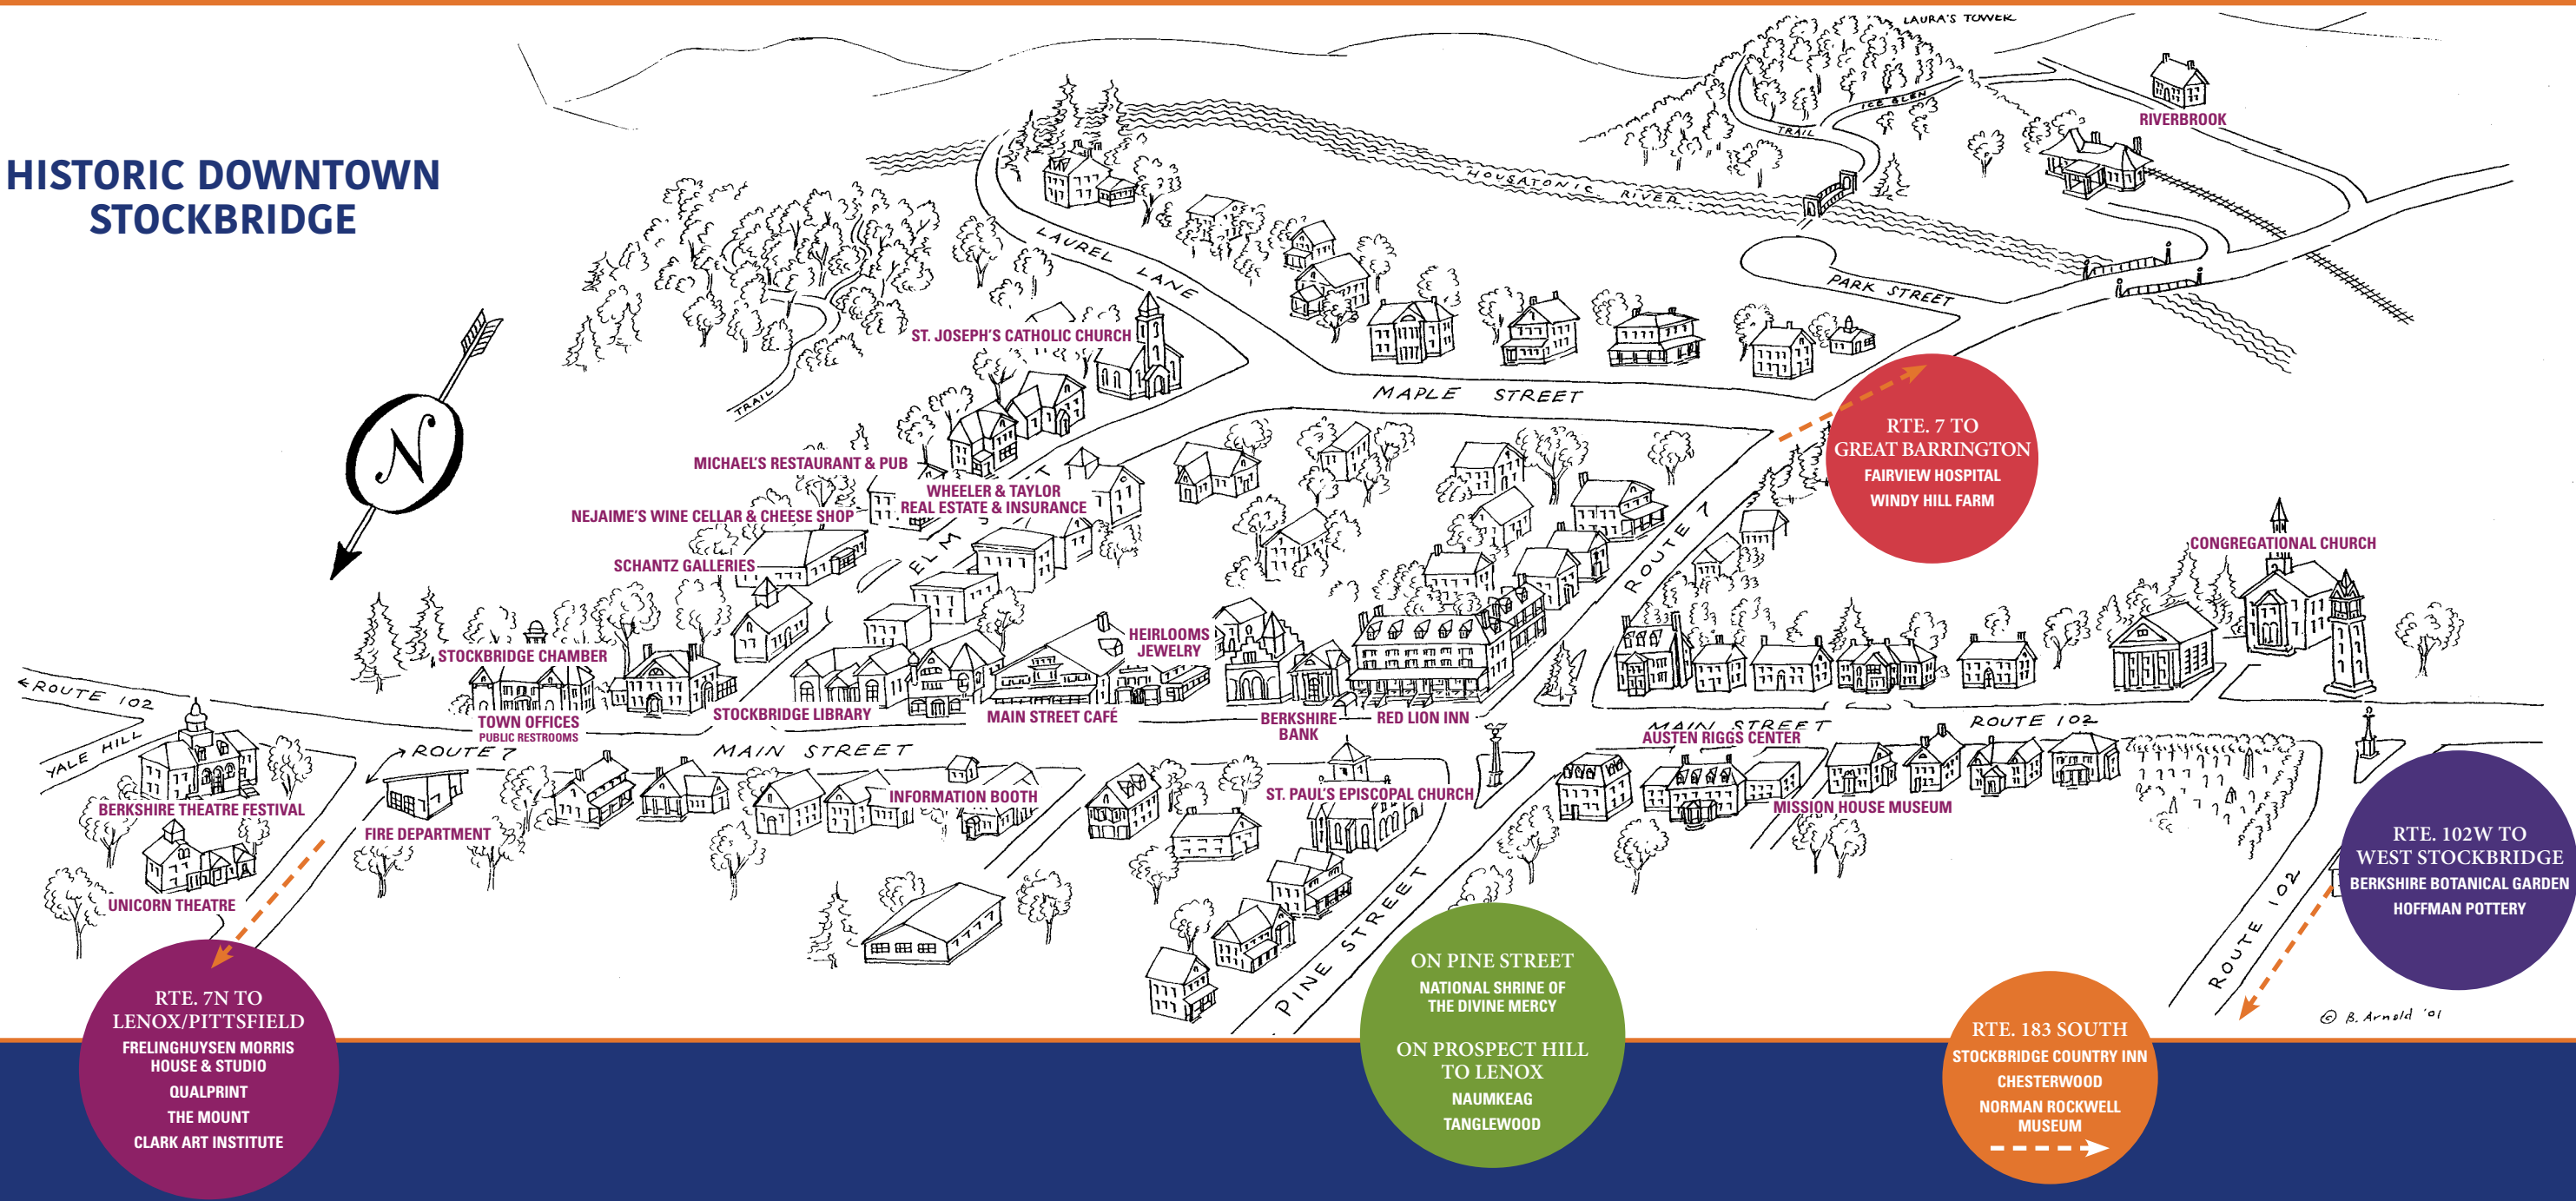 HISTORIC DOWNTOWN
STOCKBRIDGE
LAURA'S TOWER
ICE GLEN
TRAIL
RIVERBROOK
HOUSATONIC RIVER
LAUREL LANE
PARK STREET
TRAIL
ST. JOSEPH'S CATHOLIC CHURCH
MAPLE STREET
N
RTE. 7 TO
GREAT BARRINGTON
FAIRVIEW HOSPITAL
WINDY HILL FARM
MICHAEL'S RESTAURANT & PUB
WHEELER & TAYLOR
REAL ESTATE & INSURANCE
NEJAIME'S WINE CELLAR & CHEESE SHOP
SCHANTZ GALLERIES
ELM
ROUTE 7
CONGREGATIONAL CHURCH
STOCKBRIDGE CHAMBER
HEIRLOOMS
JEWELRY
ROUTE 102
TOWN OFFICES
PUBLIC RESTROOMS
STOCKBRIDGE LIBRARY
MAIN STREET CAFÉ
BERKSHIRE
BANK
RED LION INN
MAIN STREET
ROUTE 102
AUSTEN RIGGS CENTER
YALE HILL
ROUTE 7
MAIN STREET
BERKSHIRE THEATRE FESTIVAL
FIRE DEPARTMENT
INFORMATION BOOTH
ST. PAUL'S EPISCOPAL CHURCH
MISSION HOUSE MUSEUM
UNICORN THEATRE
PINE STREET
ROUTE 102
RTE. 102W TO
WEST STOCKBRIDGE
BERKSHIRE BOTANICAL GARDEN
HOFFMAN POTTERY
© B. Arnold '01
RTE. 7N TO
LENOX/PITTSFIELD
FRELINGHUYSEN MORRIS
HOUSE & STUDIO
QUALPRINT
THE MOUNT
CLARK ART INSTITUTE
ON PINE STREET
NATIONAL SHRINE OF
THE DIVINE MERCY
ON PROSPECT HILL
TO LENOX
NAUMKEAG
TANGLEWOOD
RTE. 183 SOUTH
STOCKBRIDGE COUNTRY INN
CHESTERWOOD
NORMAN ROCKWELL
MUSEUM